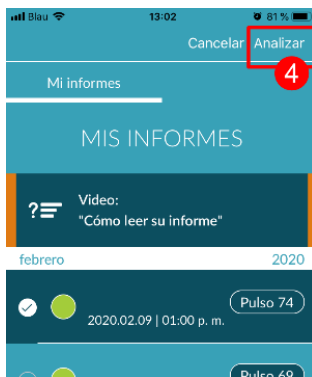 Blau 13:02 81 %
Cancelar Analizar
4
Mi informes
MIS INFORMES
?
Video:
"Cómo leer su informe"
febrero 2020
Pulso 74
2020.02.09 | 01:00 p. m.
Pulso 69